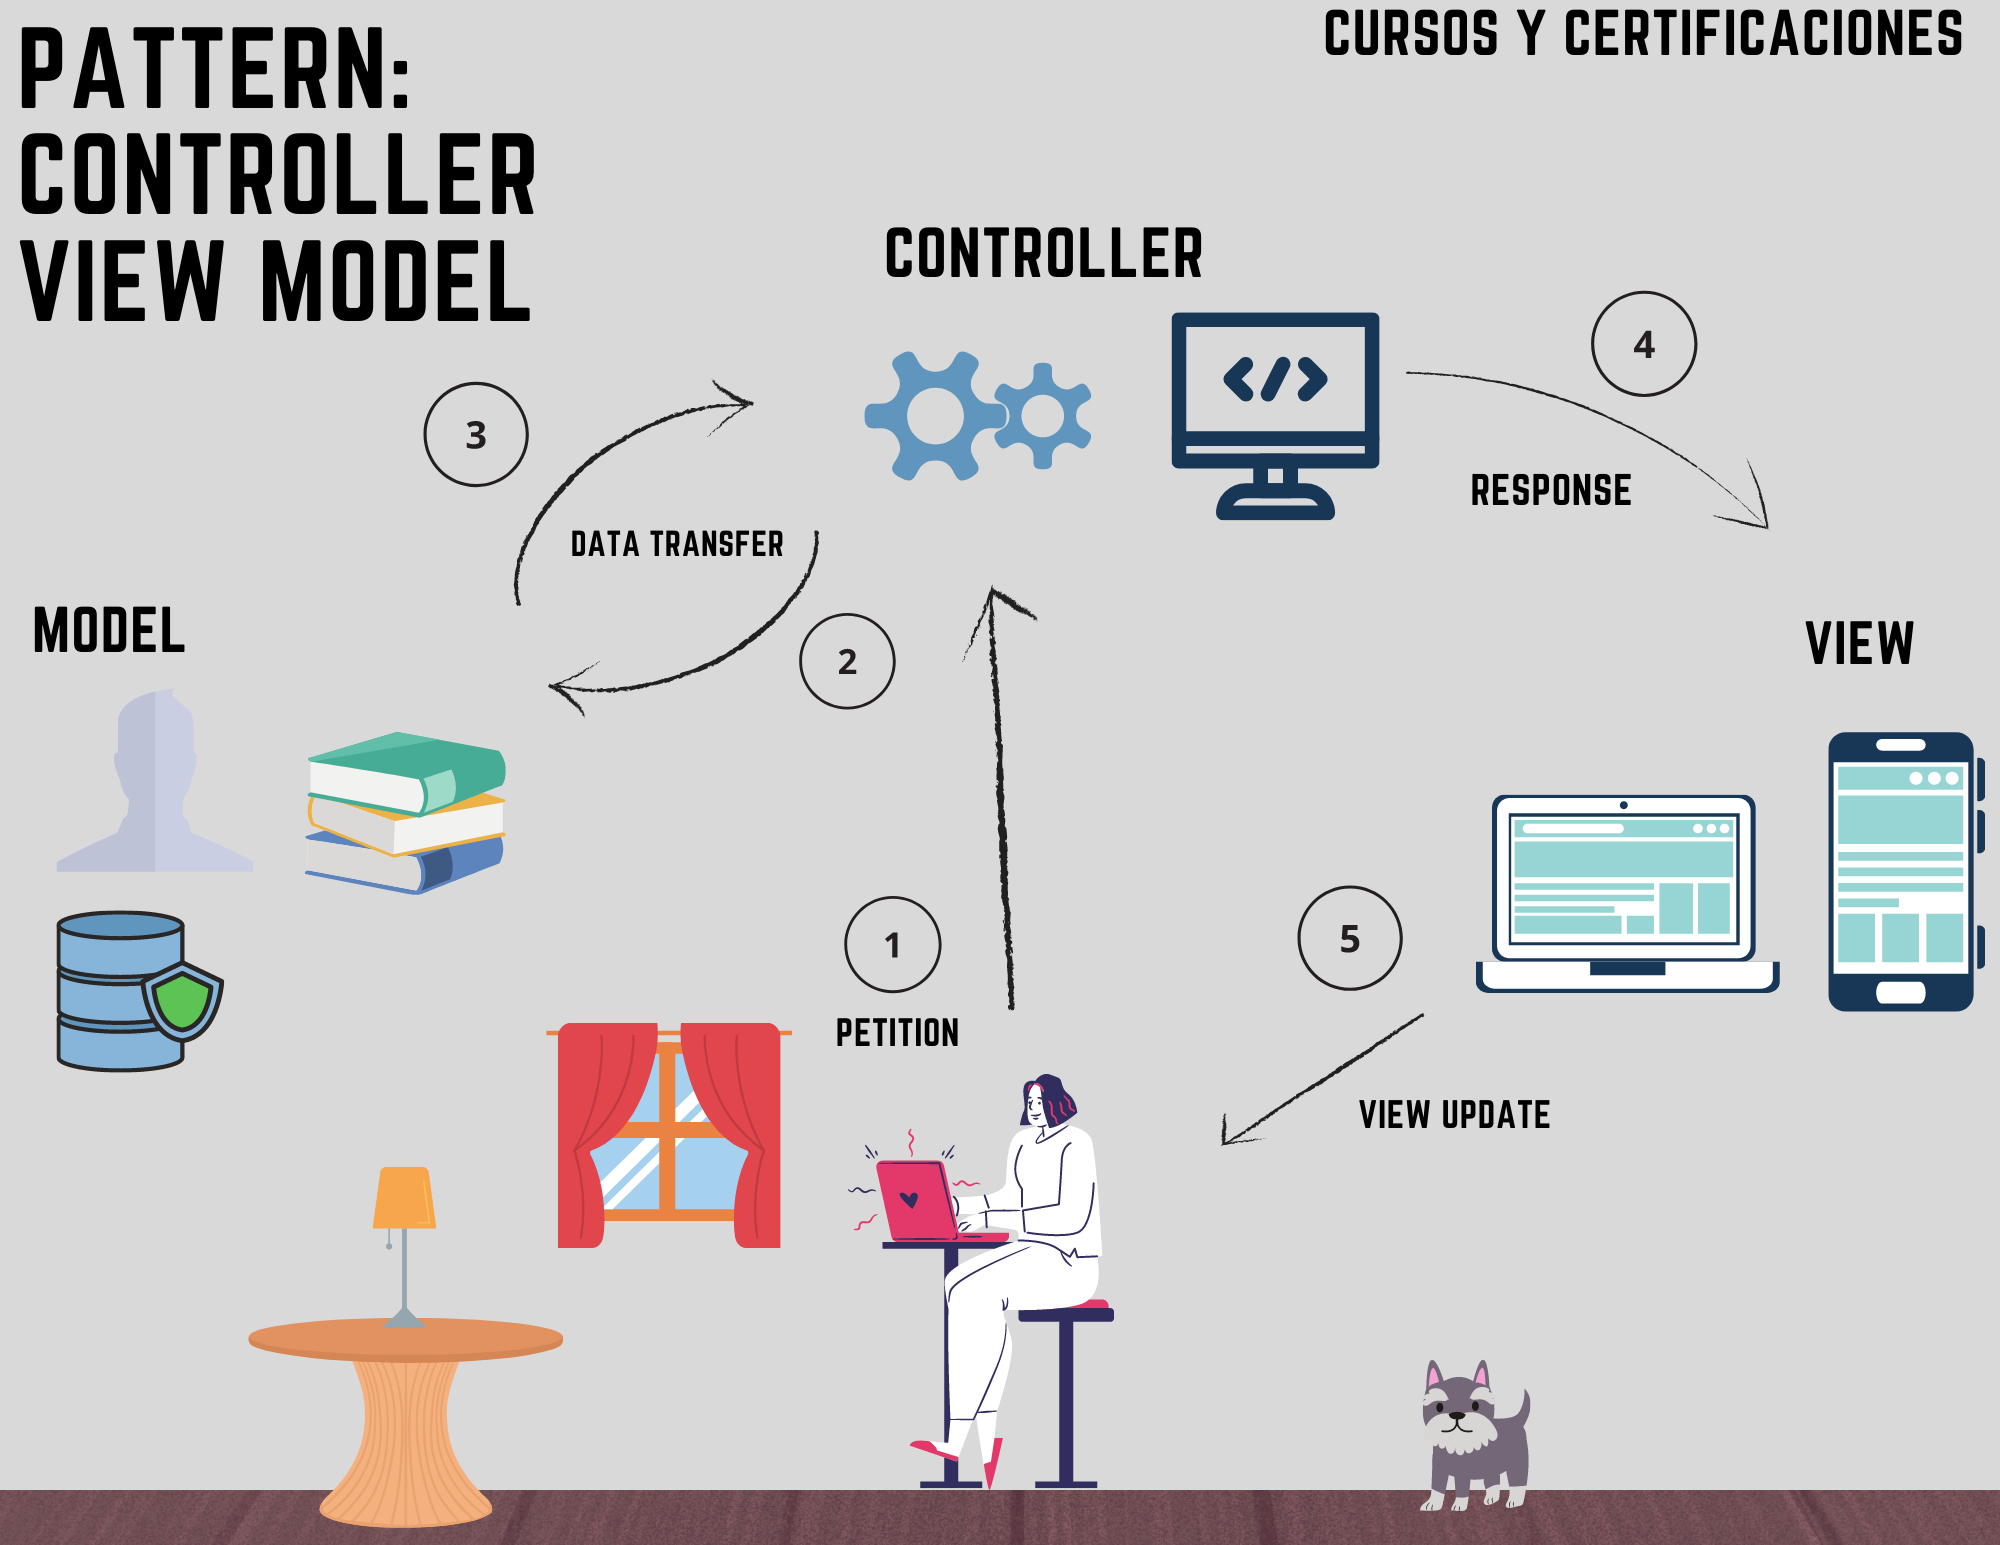 PATTERN:
CONTROLLER
VIEW MODEL
CURSOS Y CERTIFICACIONES
CONTROLLER
</>
4
3
RESPONSE
DATA TRANSFER
MODEL
2
VIEW
1
5
PETITION
VIEW UPDATE